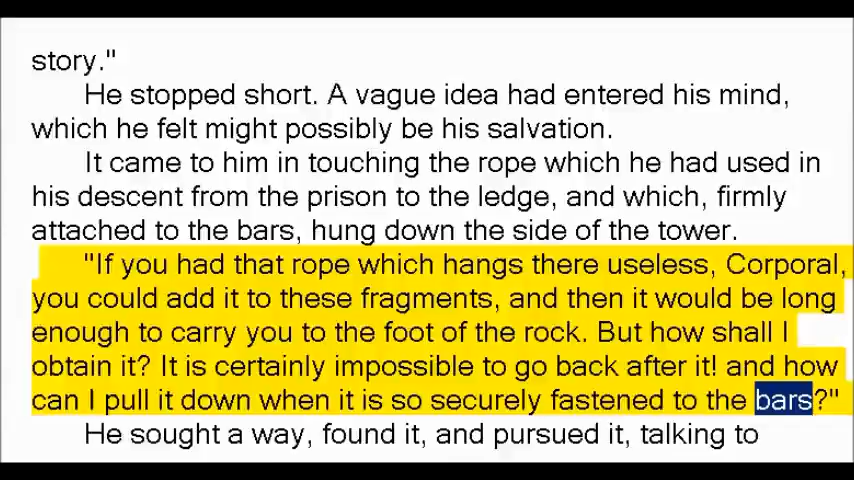 story."
He stopped short. A vague idea had entered his mind,
which he felt might possibly be his salvation.
It came to him in touching the rope which he had used in
his descent from the prison to the ledge, and which, firmly
attached to the bars, hung down the side of the tower.
"If you had that rope which hangs there useless, Corporal,
you could add it to these fragments, and then it would be long
enough to carry you to the foot of the rock. But how shall I
obtain it? It is certainly impossible to go back after it! and how
can I pull it down when it is so securely fastened to the bars?"
He sought a way, found it, and pursued it, talking to